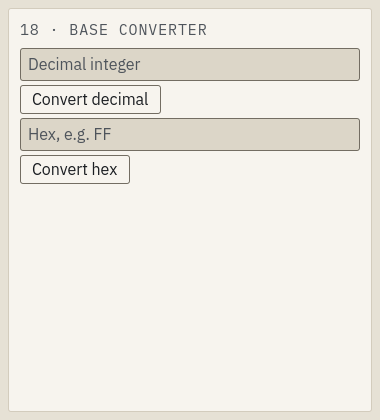 18 · BASE CONVERTER
Decimal integer
Convert decimal
Hex, e.g. FF
Convert hex